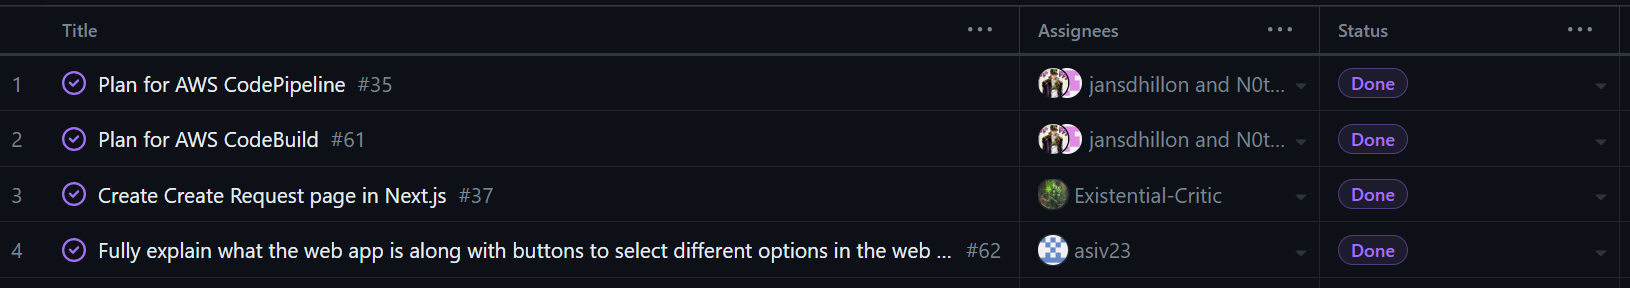 Title ... Assignees ... Status ...
1 Plan for AWS CodePipeline #35 jansdhillon and N0t... Done
2 Plan for AWS CodeBuild #61 jansdhillon and N0t... Done
3 Create Create Request page in Next.js #37 Existential-Critic Done
4 Fully explain what the web app is along with buttons to select different options in the web ... #62 asiv23 Done